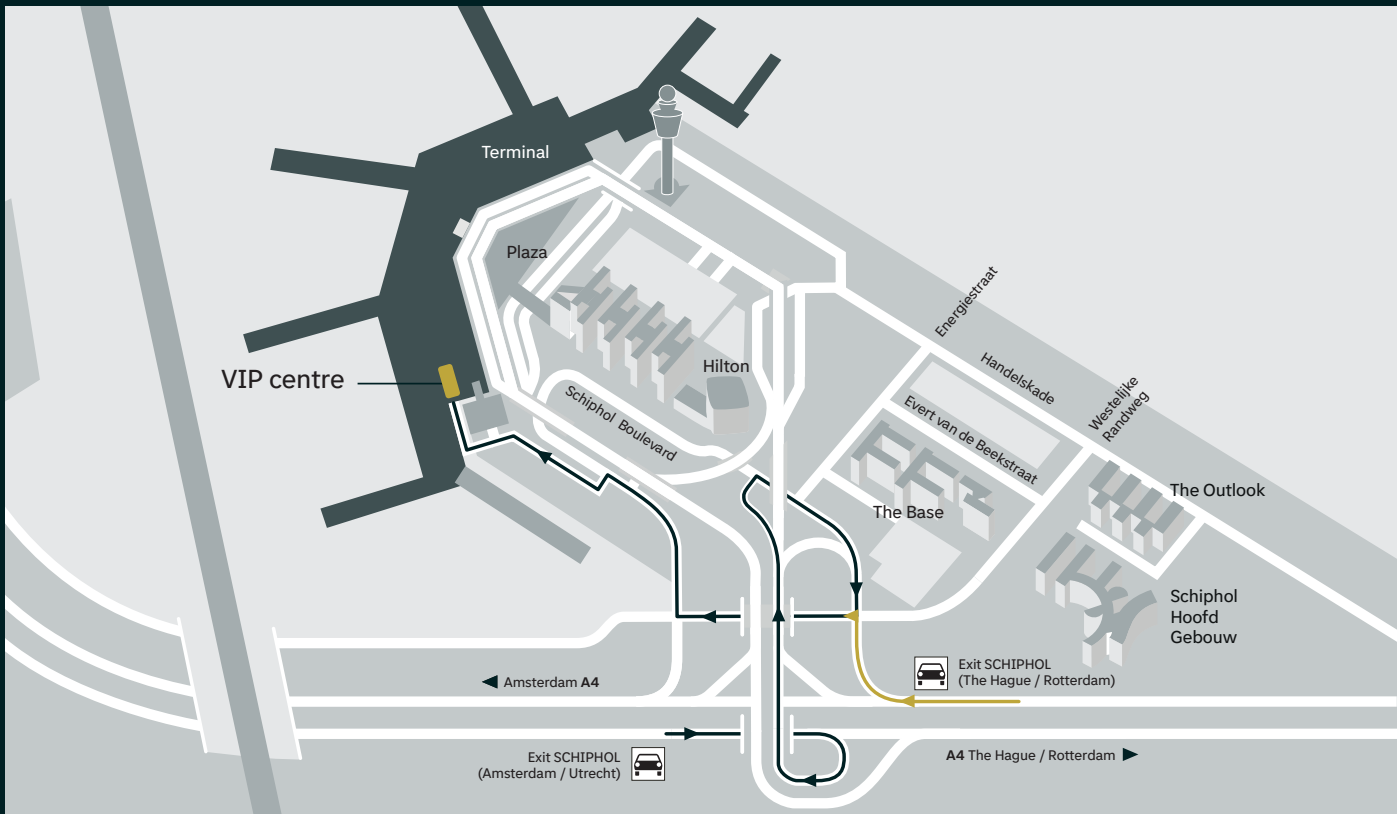 Terminal
Plaza
Energiestraat
Handelskade
Westelijke
Randweg
VIP centre
Hilton
Schiphol Boulevard
Evert van de Beekstraat
The Outlook
The Base
Schiphol
Hoofd
Gebouw
Exit SCHIPHOL
(The Hague / Rotterdam)
Amsterdam A4
Exit SCHIPHOL
(Amsterdam / Utrecht)
A4 The Hague / Rotterdam